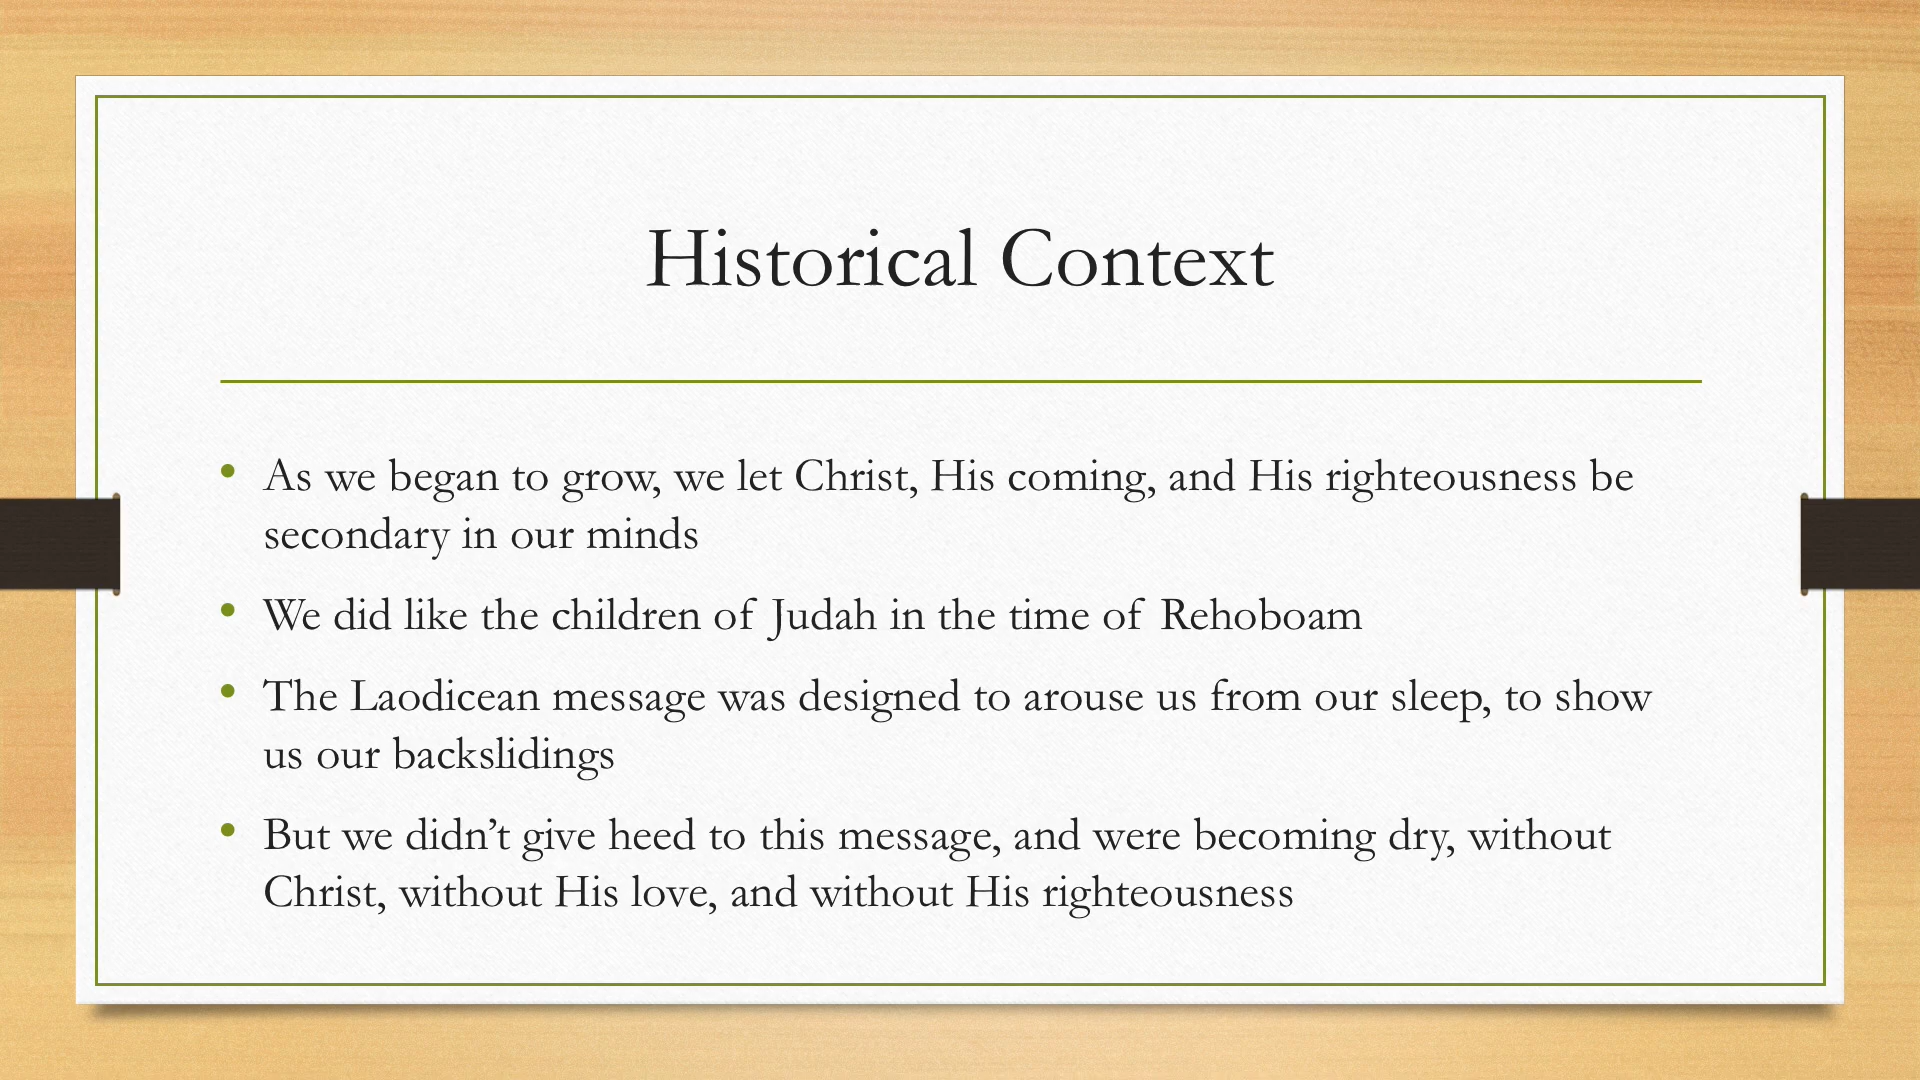 Historical Context
• As we began to grow, we let Christ, His coming, and His righteousness be
secondary in our minds
• We did like the children of Judah in the time of Rehoboam
• The Laodicean message was designed to arouse us from our sleep, to show
us our backslidings
• But we didn’t give heed to this message, and were becoming dry, without
Christ, without His love, and without His righteousness